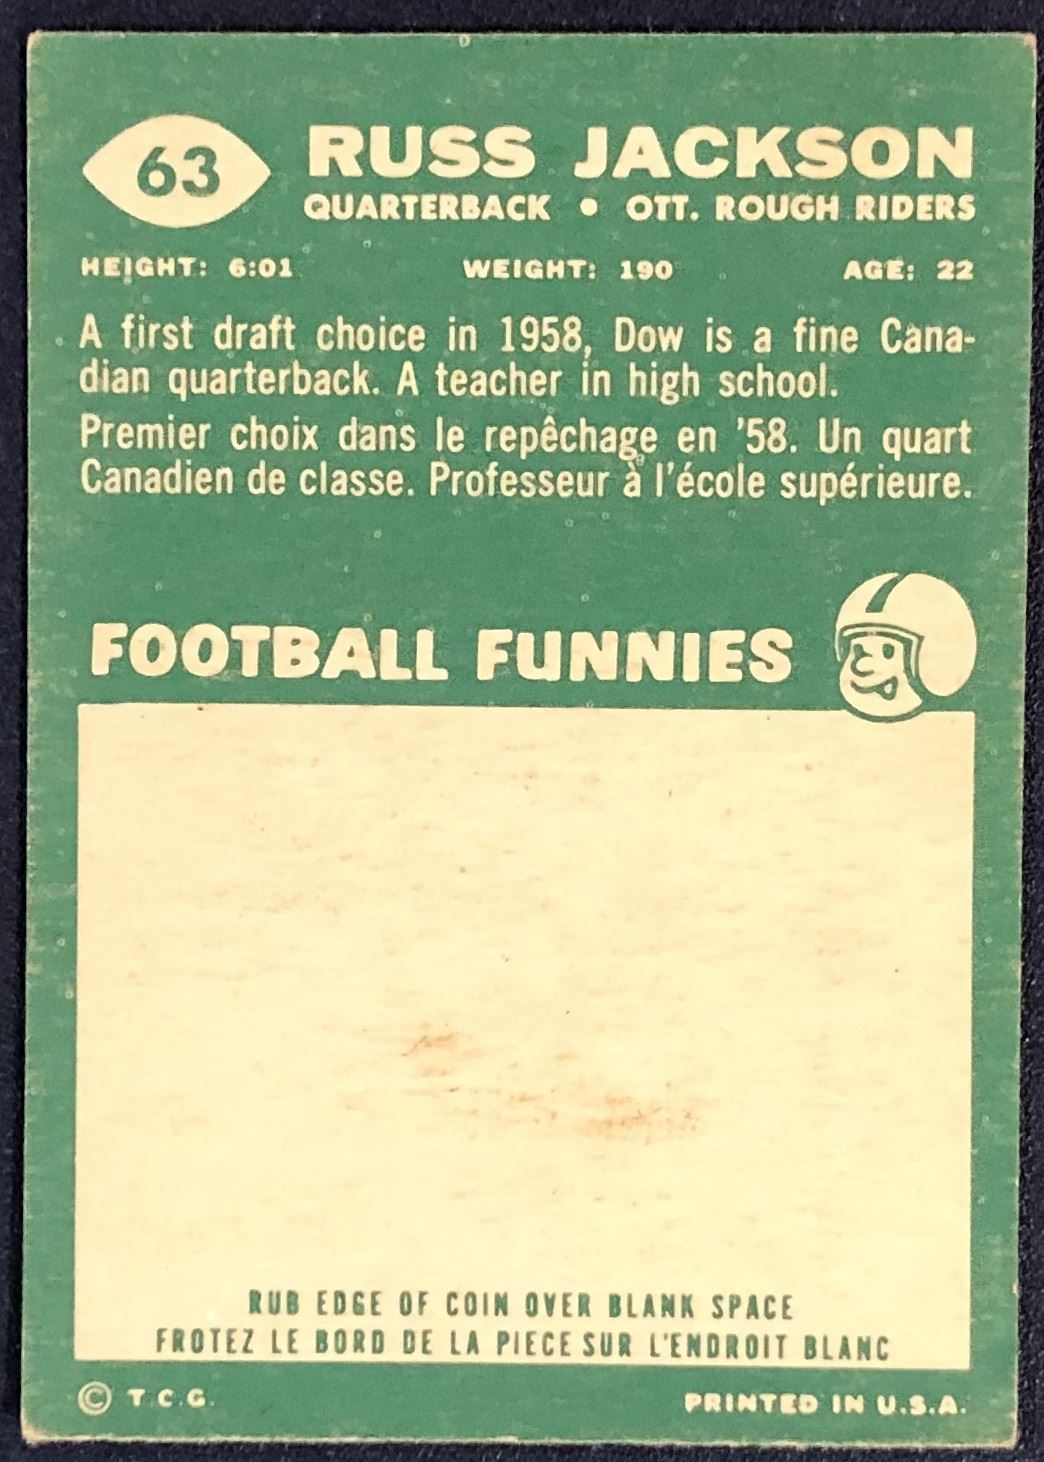 63
RUSS JACKSON
QUARTERBACK • OTT. ROUGH RIDERS
HEIGHT: 6:01 WEIGHT: 190 AGE: 22
A first draft choice in 1958, Dow is a fine Cana-
dian quarterback. A teacher in high school.
Premier choix dans le repêchage en '58. Un quart
Canadien de classe. Professeur à l'école supérieure.
FOOTBALL FUNNIES
RUB EDGE OF COIN OVER BLANK SPACE
FROTEZ LE BORD DE LA PIECE SUR L'ENDROIT BLANC
© T.C.G. PRINTED IN U.S.A.